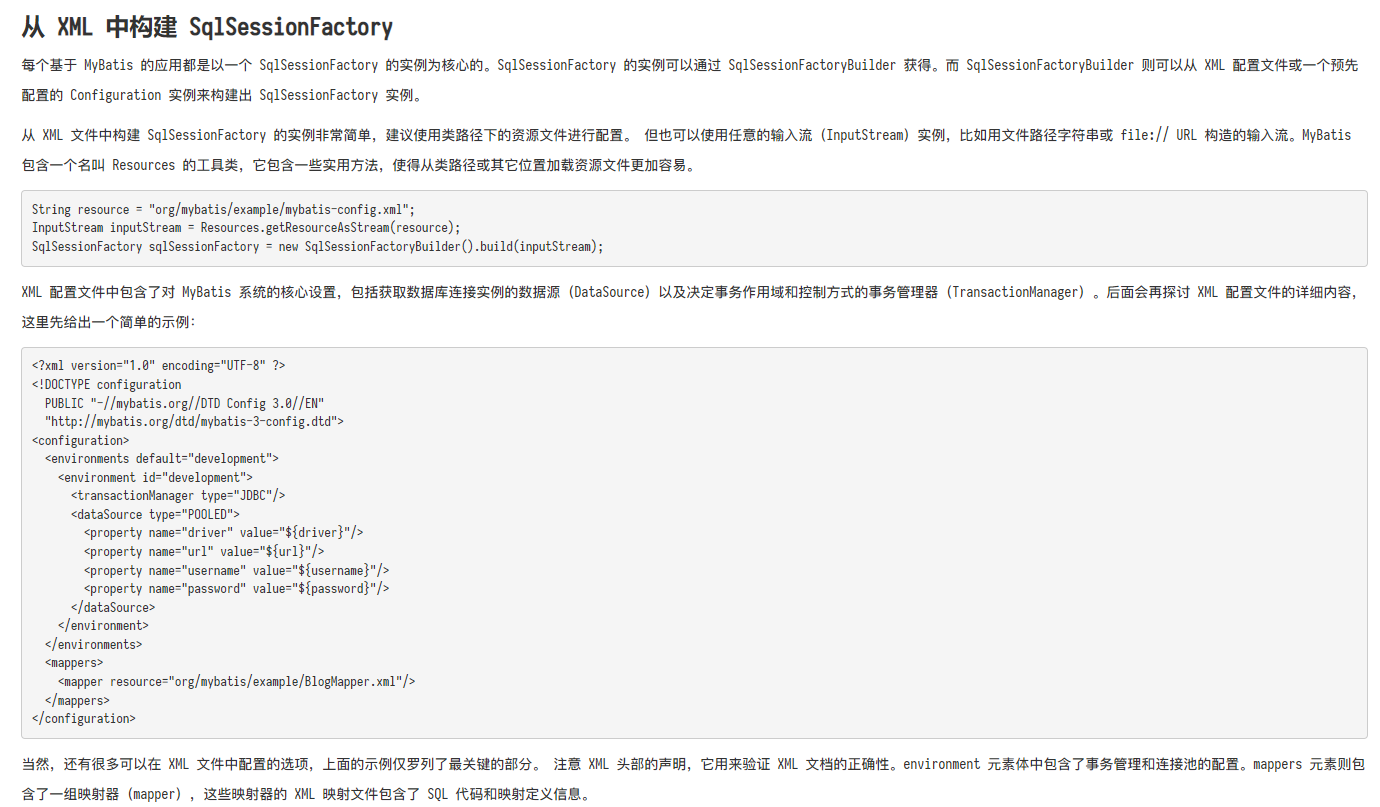 从 XML 中构建 SqlSessionFactory
每个基于 MyBatis 的应用都是以一个 SqlSessionFactory 的实例为核心的。SqlSessionFactory 的实例可以通过 SqlSessionFactoryBuilder 获得。而 SqlSessionFactoryBuilder 则可以从 XML 配置文件或一个预先
配置的 Configuration 实例来构建出 SqlSessionFactory 实例。
从 XML 文件中构建 SqlSessionFactory 的实例非常简单，建议使用类路径下的资源文件进行配置。 但也可以使用任意的输入流（InputStream）实例，比如用文件路径字符串或 file:// URL 构造的输入流。MyBatis
包含一个名叫 Resources 的工具类，它包含一些实用方法，使得从类路径或其它位置加载资源文件更加容易。
String resource = "org/mybatis/example/mybatis-config.xml";
InputStream inputStream = Resources.getResourceAsStream(resource);
SqlSessionFactory sqlSessionFactory = new SqlSessionFactoryBuilder().build(inputStream);
XML 配置文件中包含了对 MyBatis 系统的核心设置，包括获取数据库连接实例的数据源（DataSource）以及决定事务作用域和控制方式的事务管理器（TransactionManager）。后面会再探讨 XML 配置文件的详细内容，
这里先给出一个简单的示例：
<?xml version="1.0" encoding="UTF-8" ?>
<!DOCTYPE configuration
  PUBLIC "-//mybatis.org//DTD Config 3.0//EN"
  "http://mybatis.org/dtd/mybatis-3-config.dtd">
<configuration>
  <environments default="development">
    <environment id="development">
      <transactionManager type="JDBC"/>
      <dataSource type="POOLED">
        <property name="driver" value="${driver}"/>
        <property name="url" value="${url}"/>
        <property name="username" value="${username}"/>
        <property name="password" value="${password}"/>
      </dataSource>
    </environment>
  </environments>
  <mappers>
    <mapper resource="org/mybatis/example/BlogMapper.xml"/>
  </mappers>
</configuration>
当然，还有很多可以在 XML 文件中配置的选项，上面的示例仅罗列了最关键的部分。 注意 XML 头部的声明，它用来验证 XML 文档的正确性。environment 元素体中包含了事务管理和连接池的配置。mappers 元素则包
含了一组映射器（mapper），这些映射器的 XML 映射文件包含了 SQL 代码和映射定义信息。